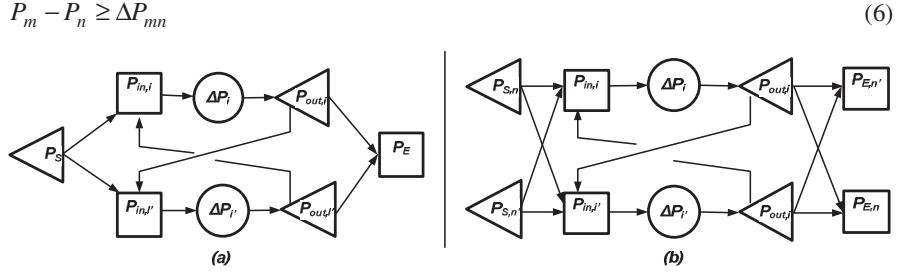 P_m − P_n ≥ ΔP_mn (6)
P_in,i ΔP_i P_out,i
P_S P_E
P_in,i' ΔP_i' P_out,i'
(a)
P_S,n P_in,i ΔP_i P_out,i P_E,n'
P_S,n' P_in,i' ΔP_i' P_out,i P_E,n
(b)